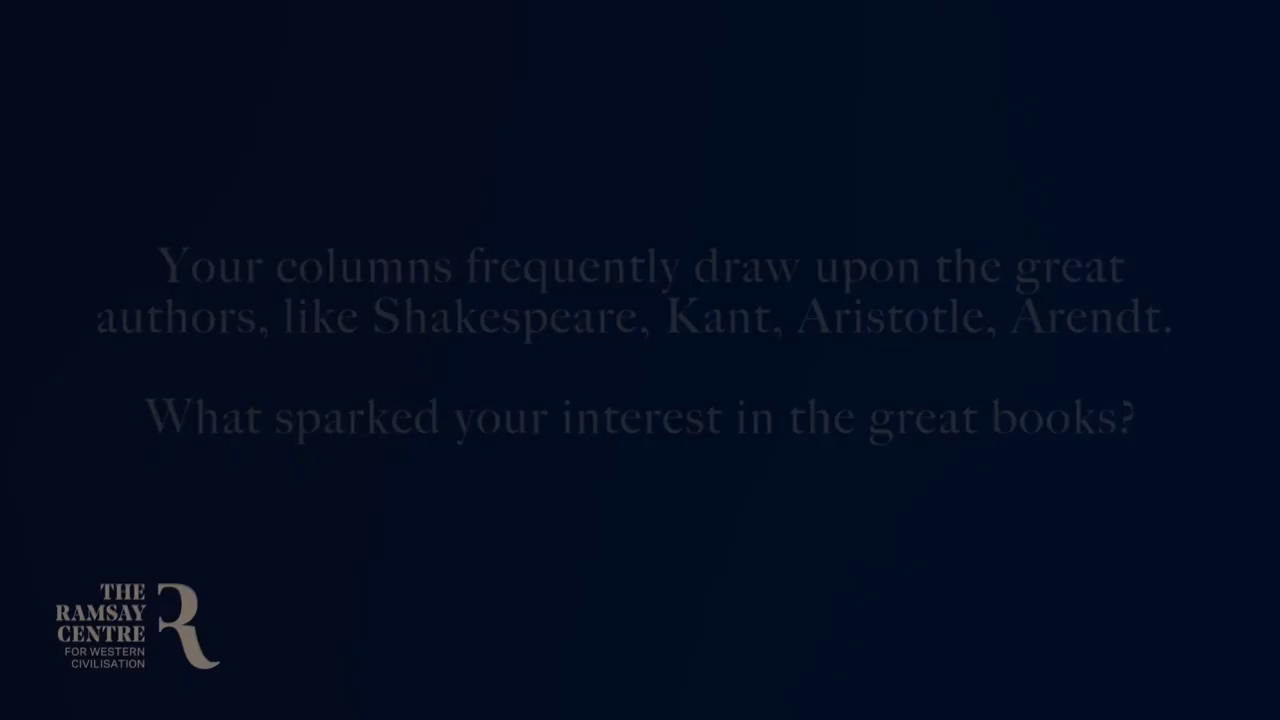 Your columns frequently draw upon the great
authors, like Shakespeare, Kant, Aristotle, Arendt.
What sparked your interest in the great books?
THE
RAMSAY
CENTRE
FOR WESTERN
CIVILISATION
R